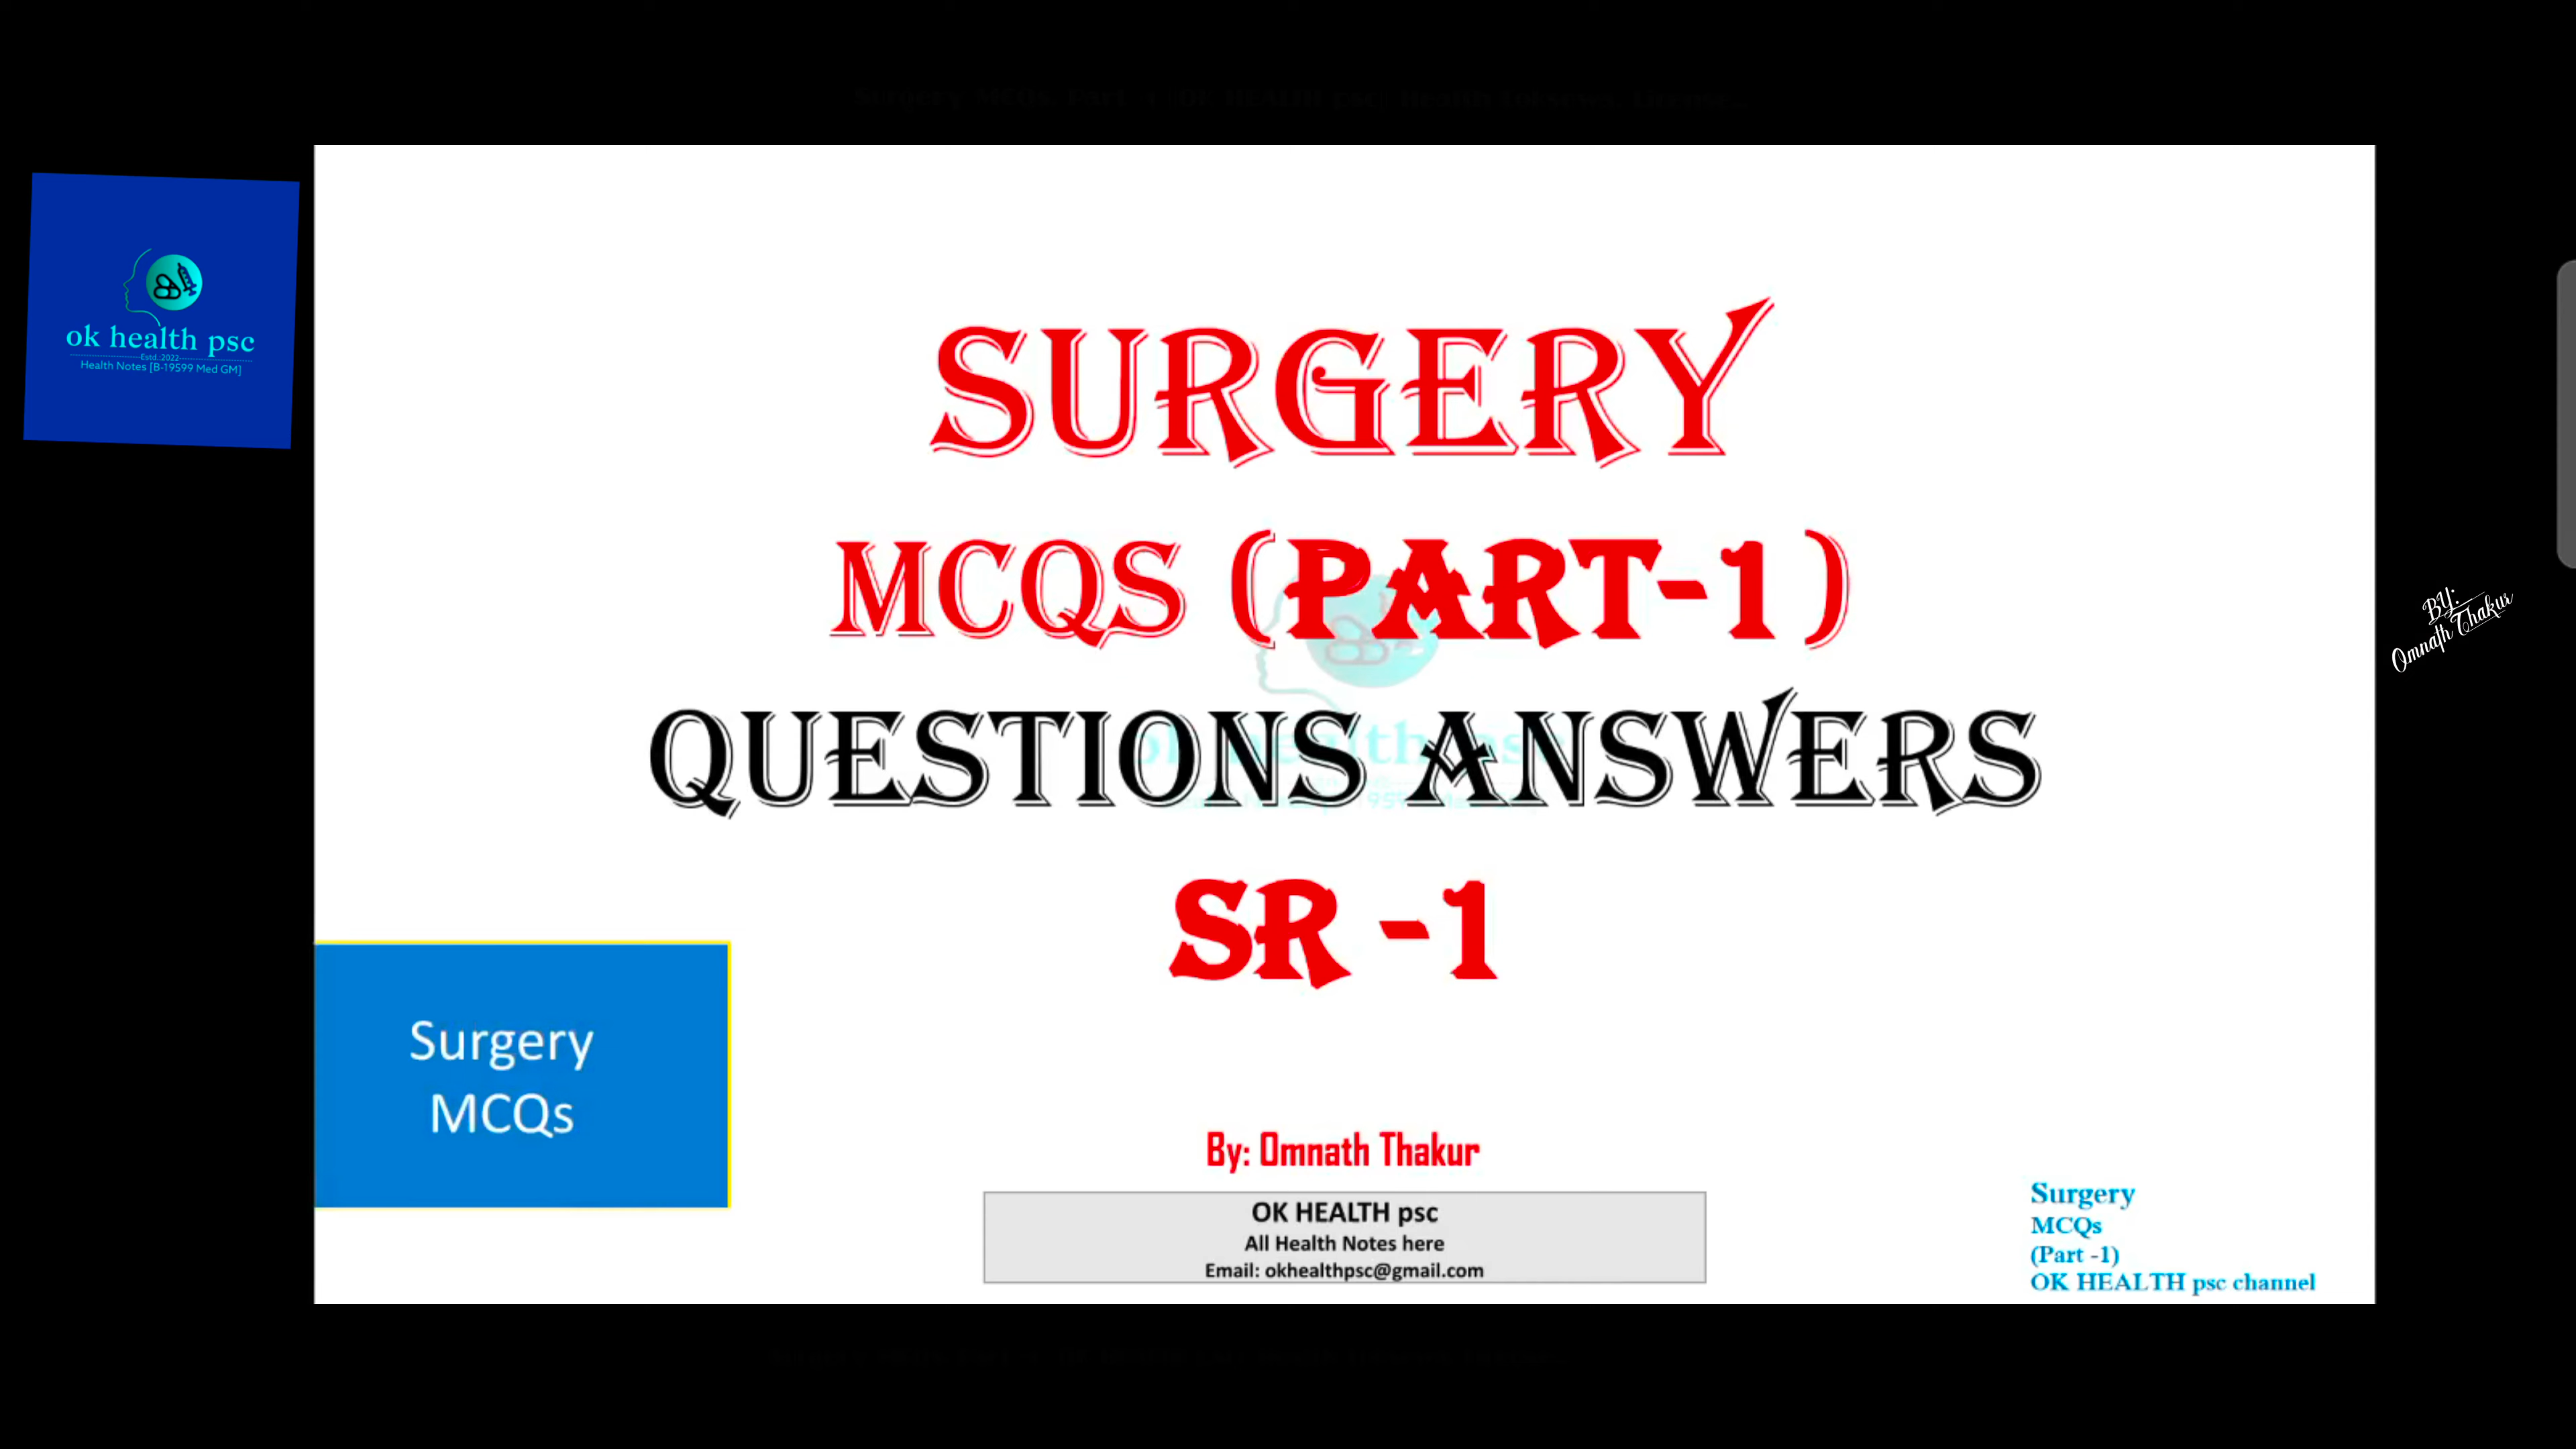 ok health psc
Estd.:2022
Health Notes [B-19599 Med GM]
SURGERY
MCQS (PART-1)
QUESTIONS ANSWERS
SR -1
BY:
Omnath Thakur
Surgery
MCQs
By: Omnath Thakur
OK HEALTH psc
All Health Notes here
Email: okhealthpsc@gmail.com
Surgery
MCQs
(Part -1)
OK HEALTH psc channel